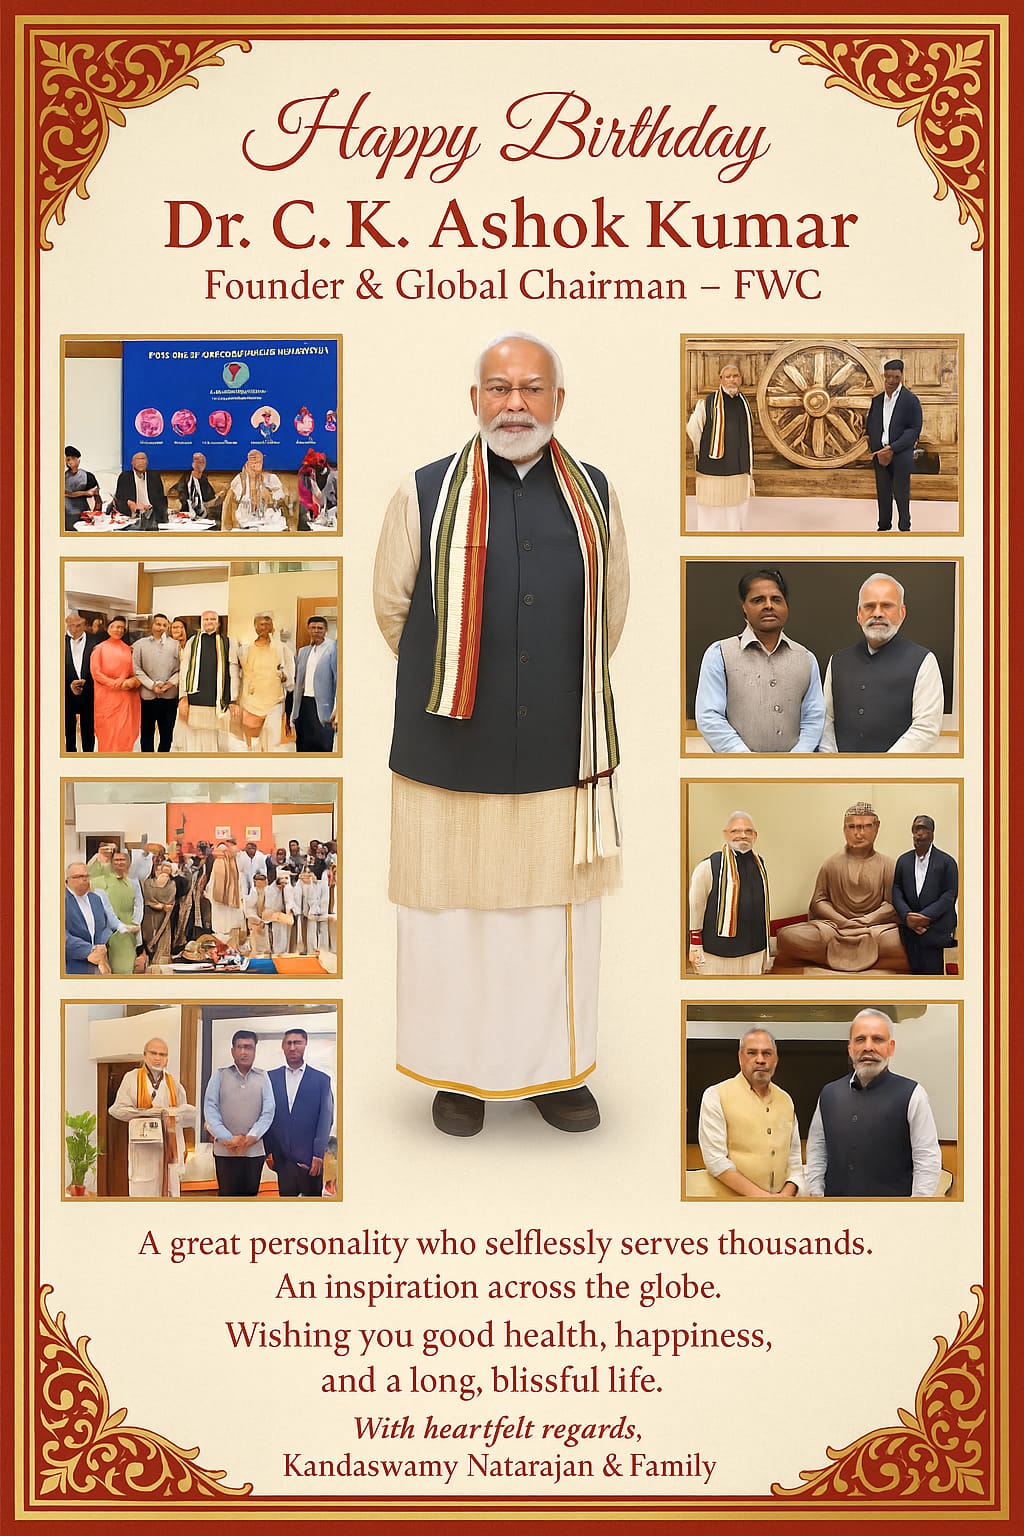 Happy Birthday
Dr. C. K. Ashok Kumar
Founder & Global Chairman – FWC
A great personality who selflessly serves thousands.
An inspiration across the globe.
Wishing you good health, happiness,
and a long, blissful life.
With heartfelt regards,
Kandaswamy Natarajan & Family